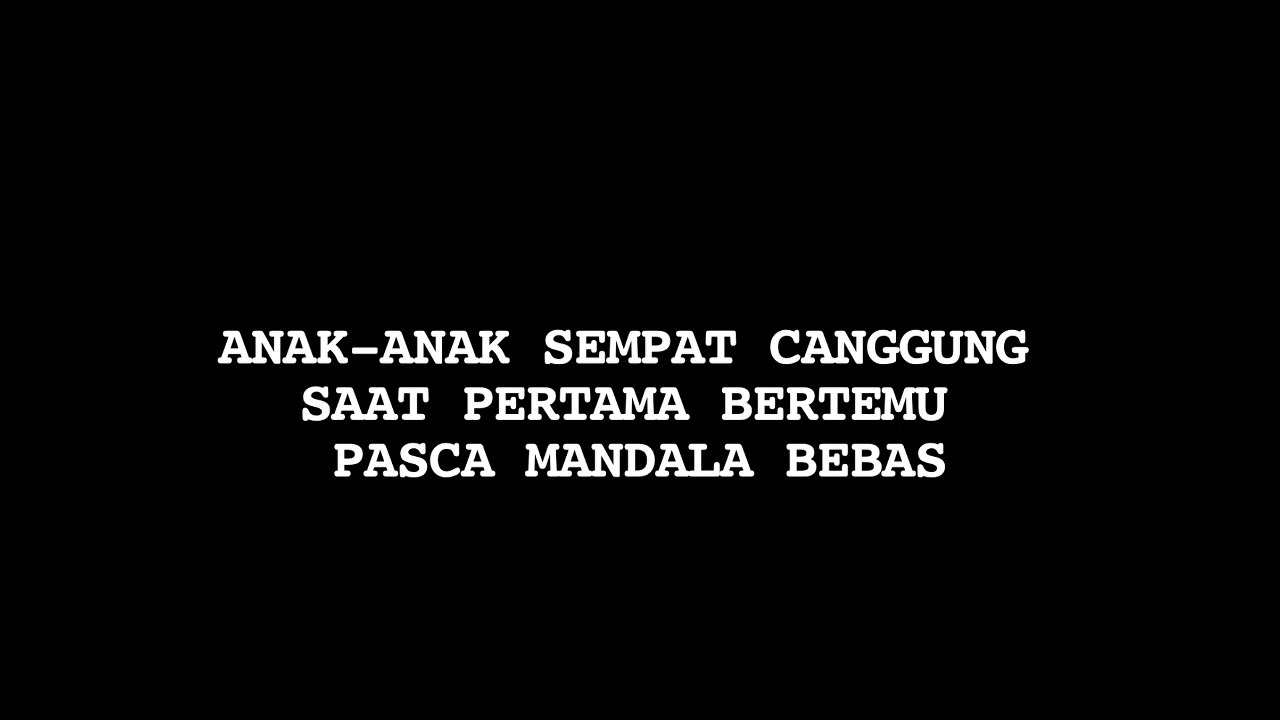 ANAK-ANAK SEMPAT CANGGUNG
SAAT PERTAMA BERTEMU
PASCA MANDALA BEBAS